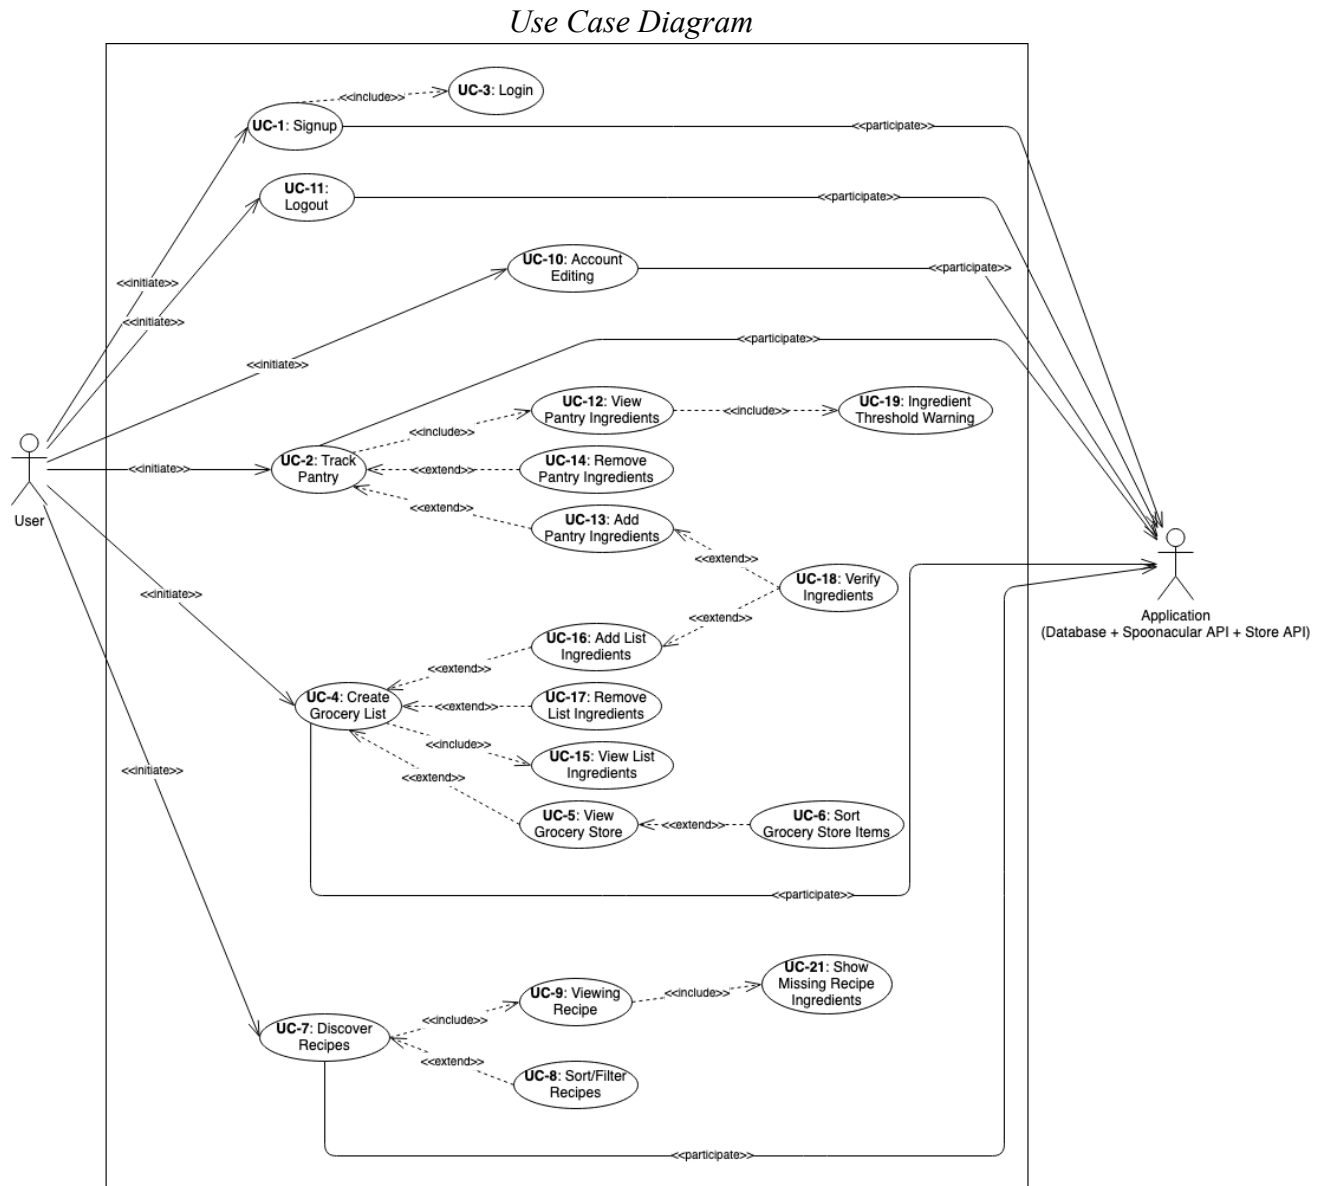 Use Case Diagram
<<include>>
UC-3: Login
UC-1: Signup
<<participate>>
UC-11:
Logout
<<participate>>
<<initiate>>
<<initiate>>
UC-10: Account
Editing
<<participate>>
<<initiate>>
<<participate>>
UC-12: View
Pantry Ingredients
<<include>>
UC-19: Ingredient
Threshold Warning
<<include>>
User
<<initiate>>
UC-2: Track
Pantry
<<extend>>
UC-14: Remove
Pantry Ingredients
<<extend>>
UC-13: Add
Pantry Ingredients
<<extend>>
UC-18: Verify
Ingredients
<<extend>>
Application
(Database + Spoonacular API + Store API)
<<initiate>>
UC-16: Add List
Ingredients
<<extend>>
UC-4: Create
Grocery List
<<extend>>
UC-17: Remove
List Ingredients
<<include>>
UC-15: View List
Ingredients
<<initiate>>
<<extend>>
UC-5: View
Grocery Store
<<extend>>
UC-6: Sort
Grocery Store Items
<<participate>>
UC-21: Show
Missing Recipe
Ingredients
UC-9: Viewing
Recipe
<<include>>
<<include>>
UC-7: Discover
Recipes
<<extend>>
UC-8: Sort/Filter
Recipes
<<participate>>